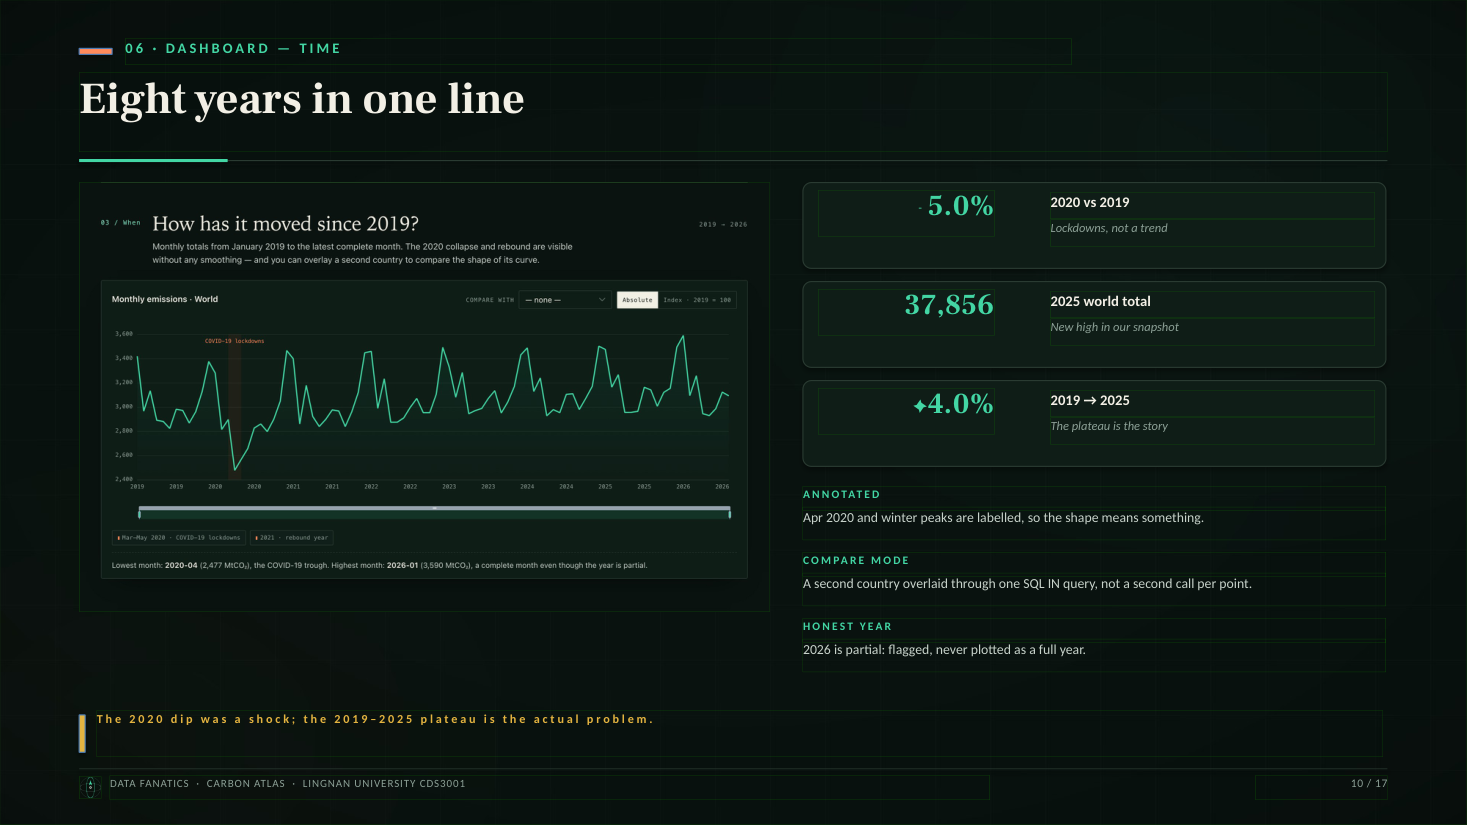 06 · DASHBOARD — TIME
Eight years in one line
03 / When
How has it moved since 2019?
2019 – 2026
Monthly totals from January 2019 to the latest complete month. The 2020 collapse and rebound are visible
without any smoothing — and you can overlay a second country to compare the shape of its curve.
Monthly emissions · World
COMPARE WITH
— none —
Absolute
Index · 2019 = 100
3,600
3,400
3,200
3,000
2,800
2,600
2,400
COVID-19 lockdowns
2019 2019 2020 2020 2021 2021 2022 2022 2023 2023 2024 2024 2025 2025 2026 2026
Mar–May 2020 · COVID-19 lockdowns
2021 · rebound year
Lowest month: 2020-04 (2,477 MtCO₂), the COVID-19 trough. Highest month: 2026-01 (3,590 MtCO₂), a complete month even though the year is partial.
- 5.0%
2020 vs 2019
Lockdowns, not a trend
37,856
2025 world total
New high in our snapshot
✦4.0%
2019 → 2025
The plateau is the story
ANNOTATED
Apr 2020 and winter peaks are labelled, so the shape means something.
COMPARE MODE
A second country overlaid through one SQL IN query, not a second call per point.
HONEST YEAR
2026 is partial: flagged, never plotted as a full year.
The 2020 dip was a shock; the 2019–2025 plateau is the actual problem.
DATA FANATICS · CARBON ATLAS · LINGNAN UNIVERSITY CDS3001
10 / 17